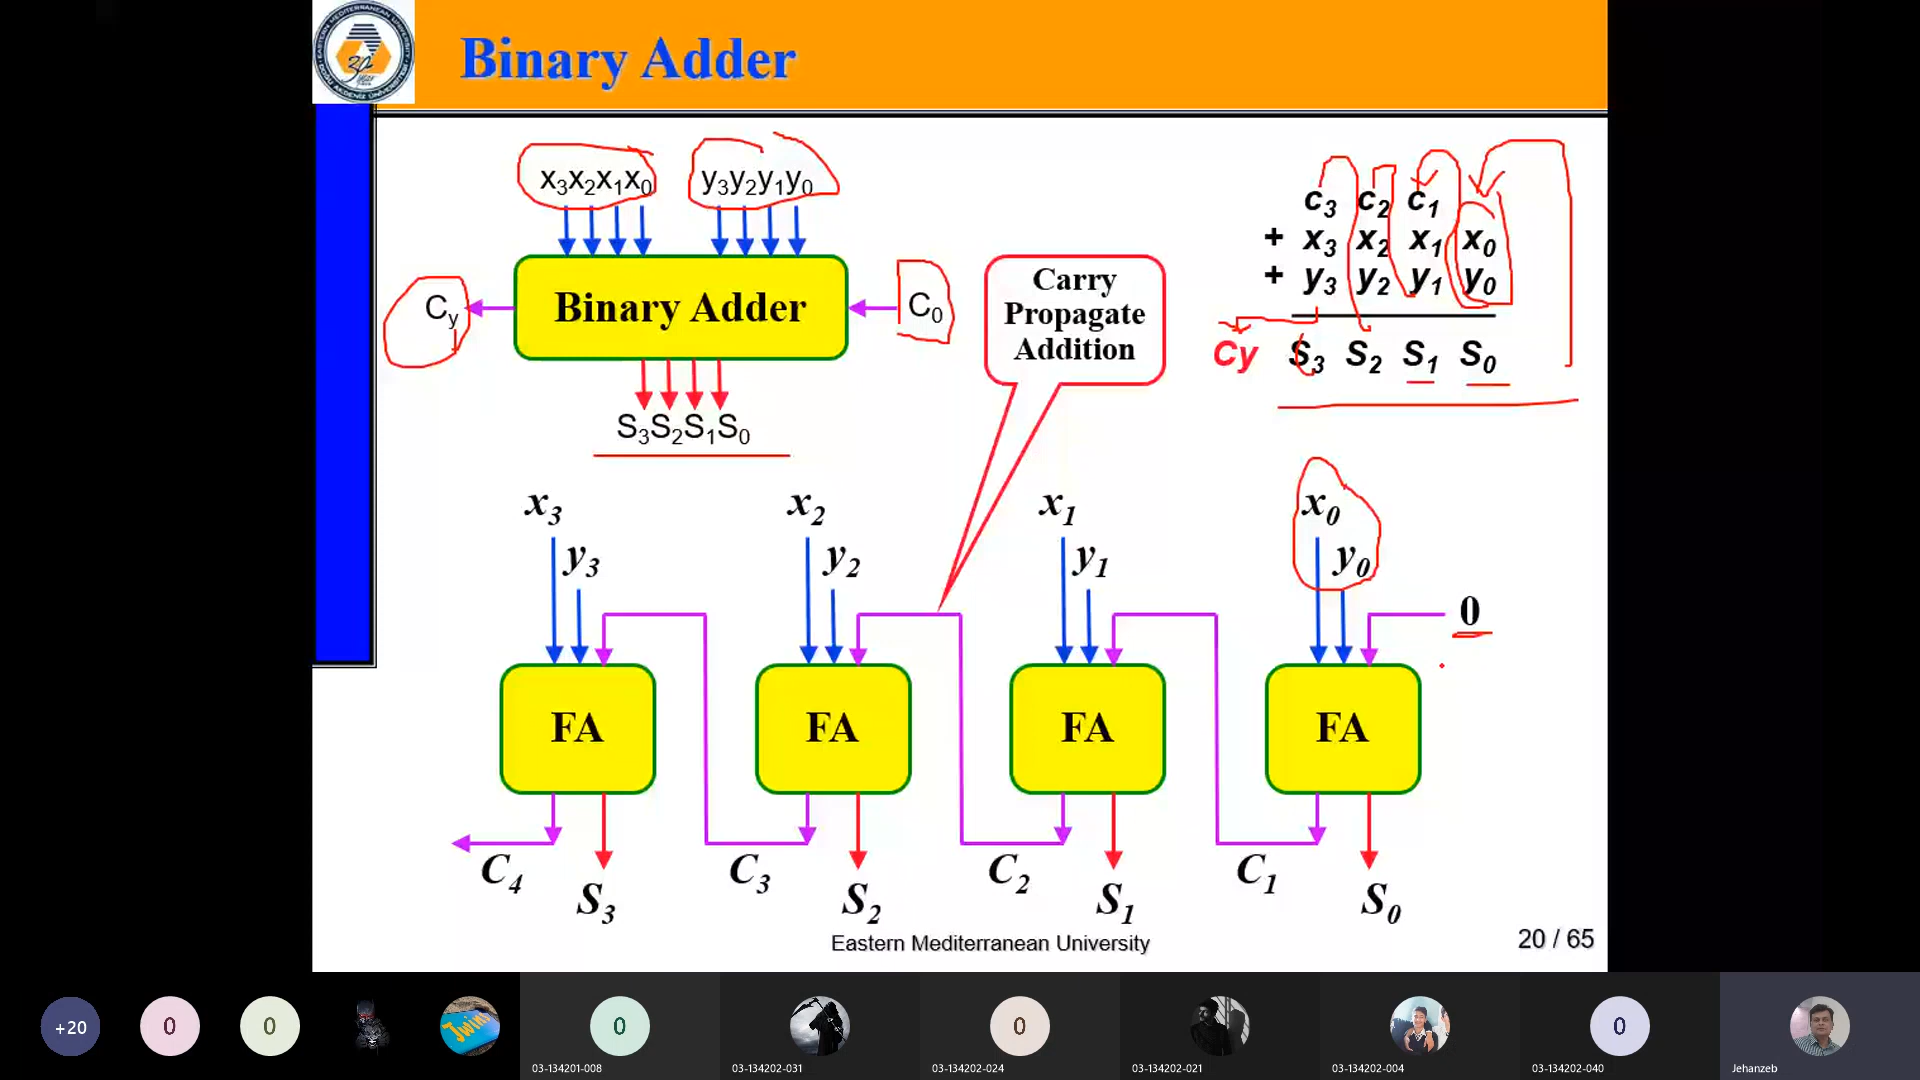 Binary Adder
x3x2x1x0 y3y2y1y0
Binary Adder
Cy
C0
S3S2S1S0
Carry
Propagate
Addition
c3 c2 c1
+ x3 x2 x1 x0
+ y3 y2 y1 y0
Cy S3 S2 S1 S0
x3 x2 x1 x0
y3 y2 y1 y0
0
FA FA FA FA
C4 C3 C2 C1
S3 S2 S1 S0
Eastern Mediterranean University
20 / 65
+20 0 0 Twins 0 0 0
03-134201-008 03-134202-031 03-134202-024 03-134202-021 03-134202-004 03-134202-040 Jehanzeb